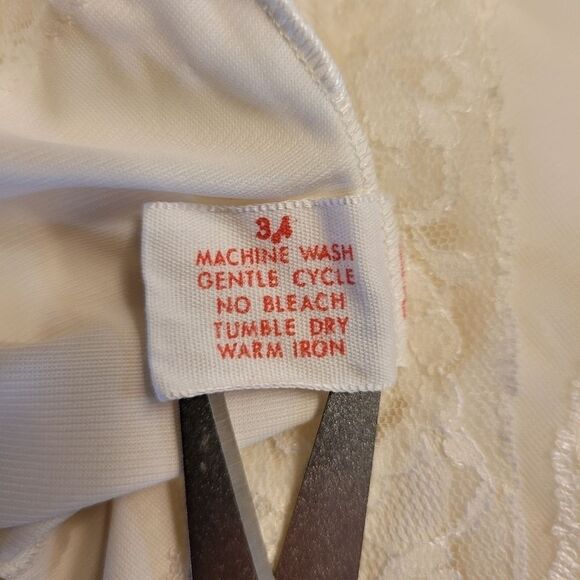 34
MACHINE WASH
GENTLE CYCLE
NO BLEACH
TUMBLE DRY
WARM IRON